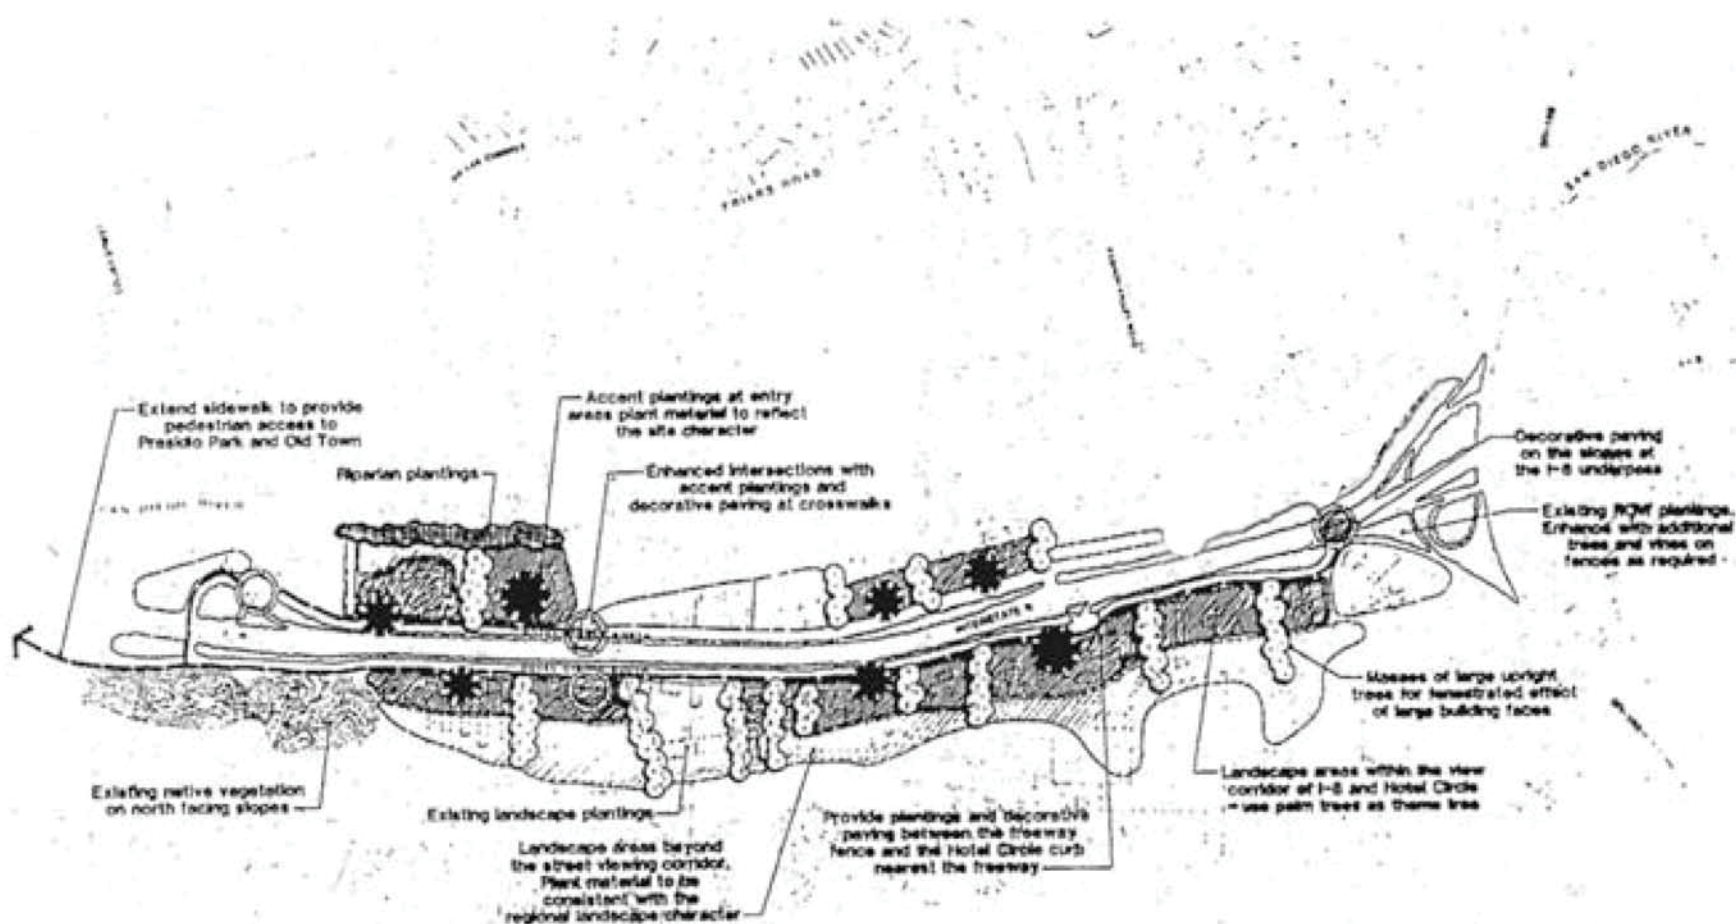 FRIARS ROAD
SAN DIEGO RIVER
Extend sidewalk to provide
pedestrian access to
Presidio Park and Old Town
Accent plantings at entry
areas plant material to reflect
the site character
Riparian plantings
Enhanced intersections with
accent plantings and
decorative paving at crosswalks
Decorative paving
on the slopes at
the I-8 underpass
Existing ROW plantings.
Enhance with additional
trees and vines on
fences as required
INTERSTATE 8
Masses of large upright
trees for fenestrated effect
of large building faces
Existing native vegetation
on north facing slopes
Existing landscape plantings
Landscape areas beyond
the street viewing corridor.
Plant material to be
consistent with the
regional landscape character
Provide plantings and decorative
paving between the freeway
fence and the Hotel Circle curb
nearest the freeway
Landscape areas within the view
corridor of I-8 and Hotel Circle
- use palm trees as theme tree